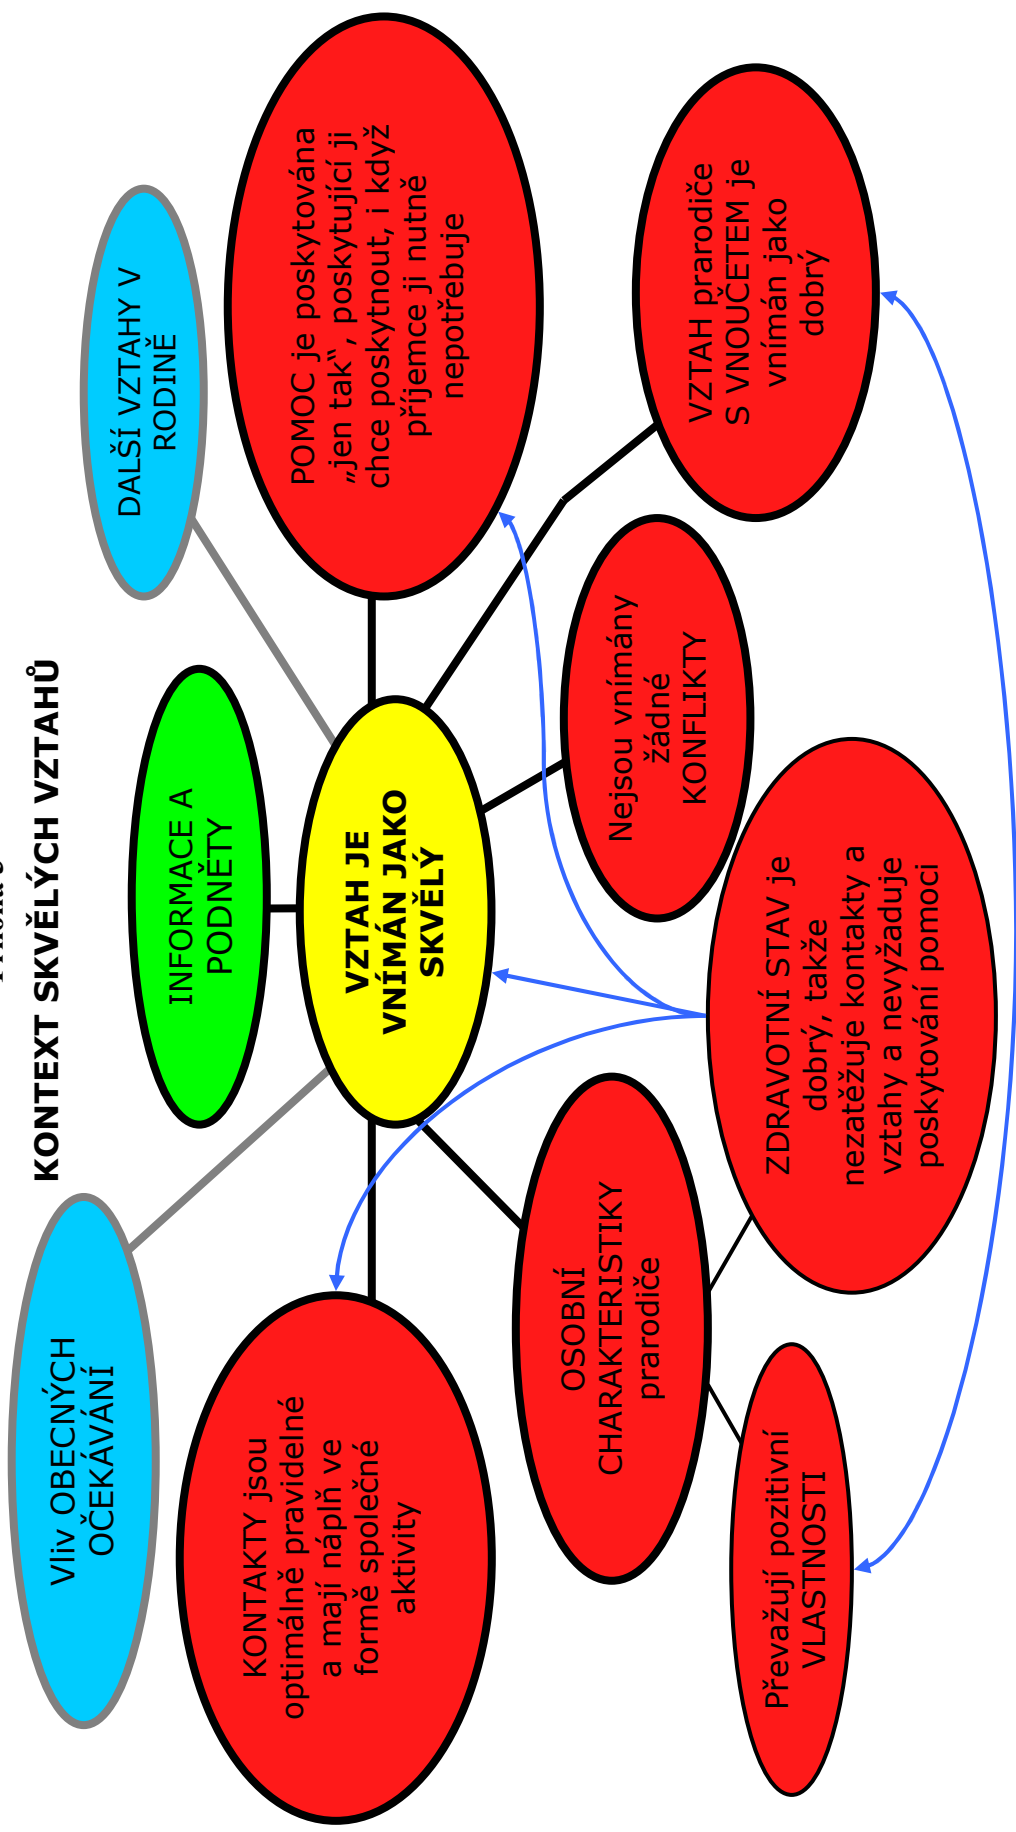 KONTEXT SKVĚLÝCH VZTAHŮ
Vliv OBECNÝCH
OČEKÁVÁNÍ
INFORMACE A
PODNĚTY
DALŠÍ VZTAHY V
RODINĚ
KONTAKTY jsou
optimálně pravidelné
a mají náplň ve
formě společné
aktivity
VZTAH JE
VNÍMÁN JAKO
SKVĚLÝ
POMOC je poskytována
„jen tak“, poskytující ji
chce poskytnout, i když
příjemce ji nutně
nepotřebuje
OSOBNÍ
CHARAKTERISTIKY
prarodiče
Nejsou vnímány
žádné
KONFLIKTY
VZTAH prarodiče
S VNOUČETEM je
vnímán jako
dobrý
Převažují pozitivní
VLASTNOSTI
ZDRAVOTNÍ STAV je
dobrý, takže
nezatěžuje kontakty a
vztahy a nevyžaduje
poskytování pomoci